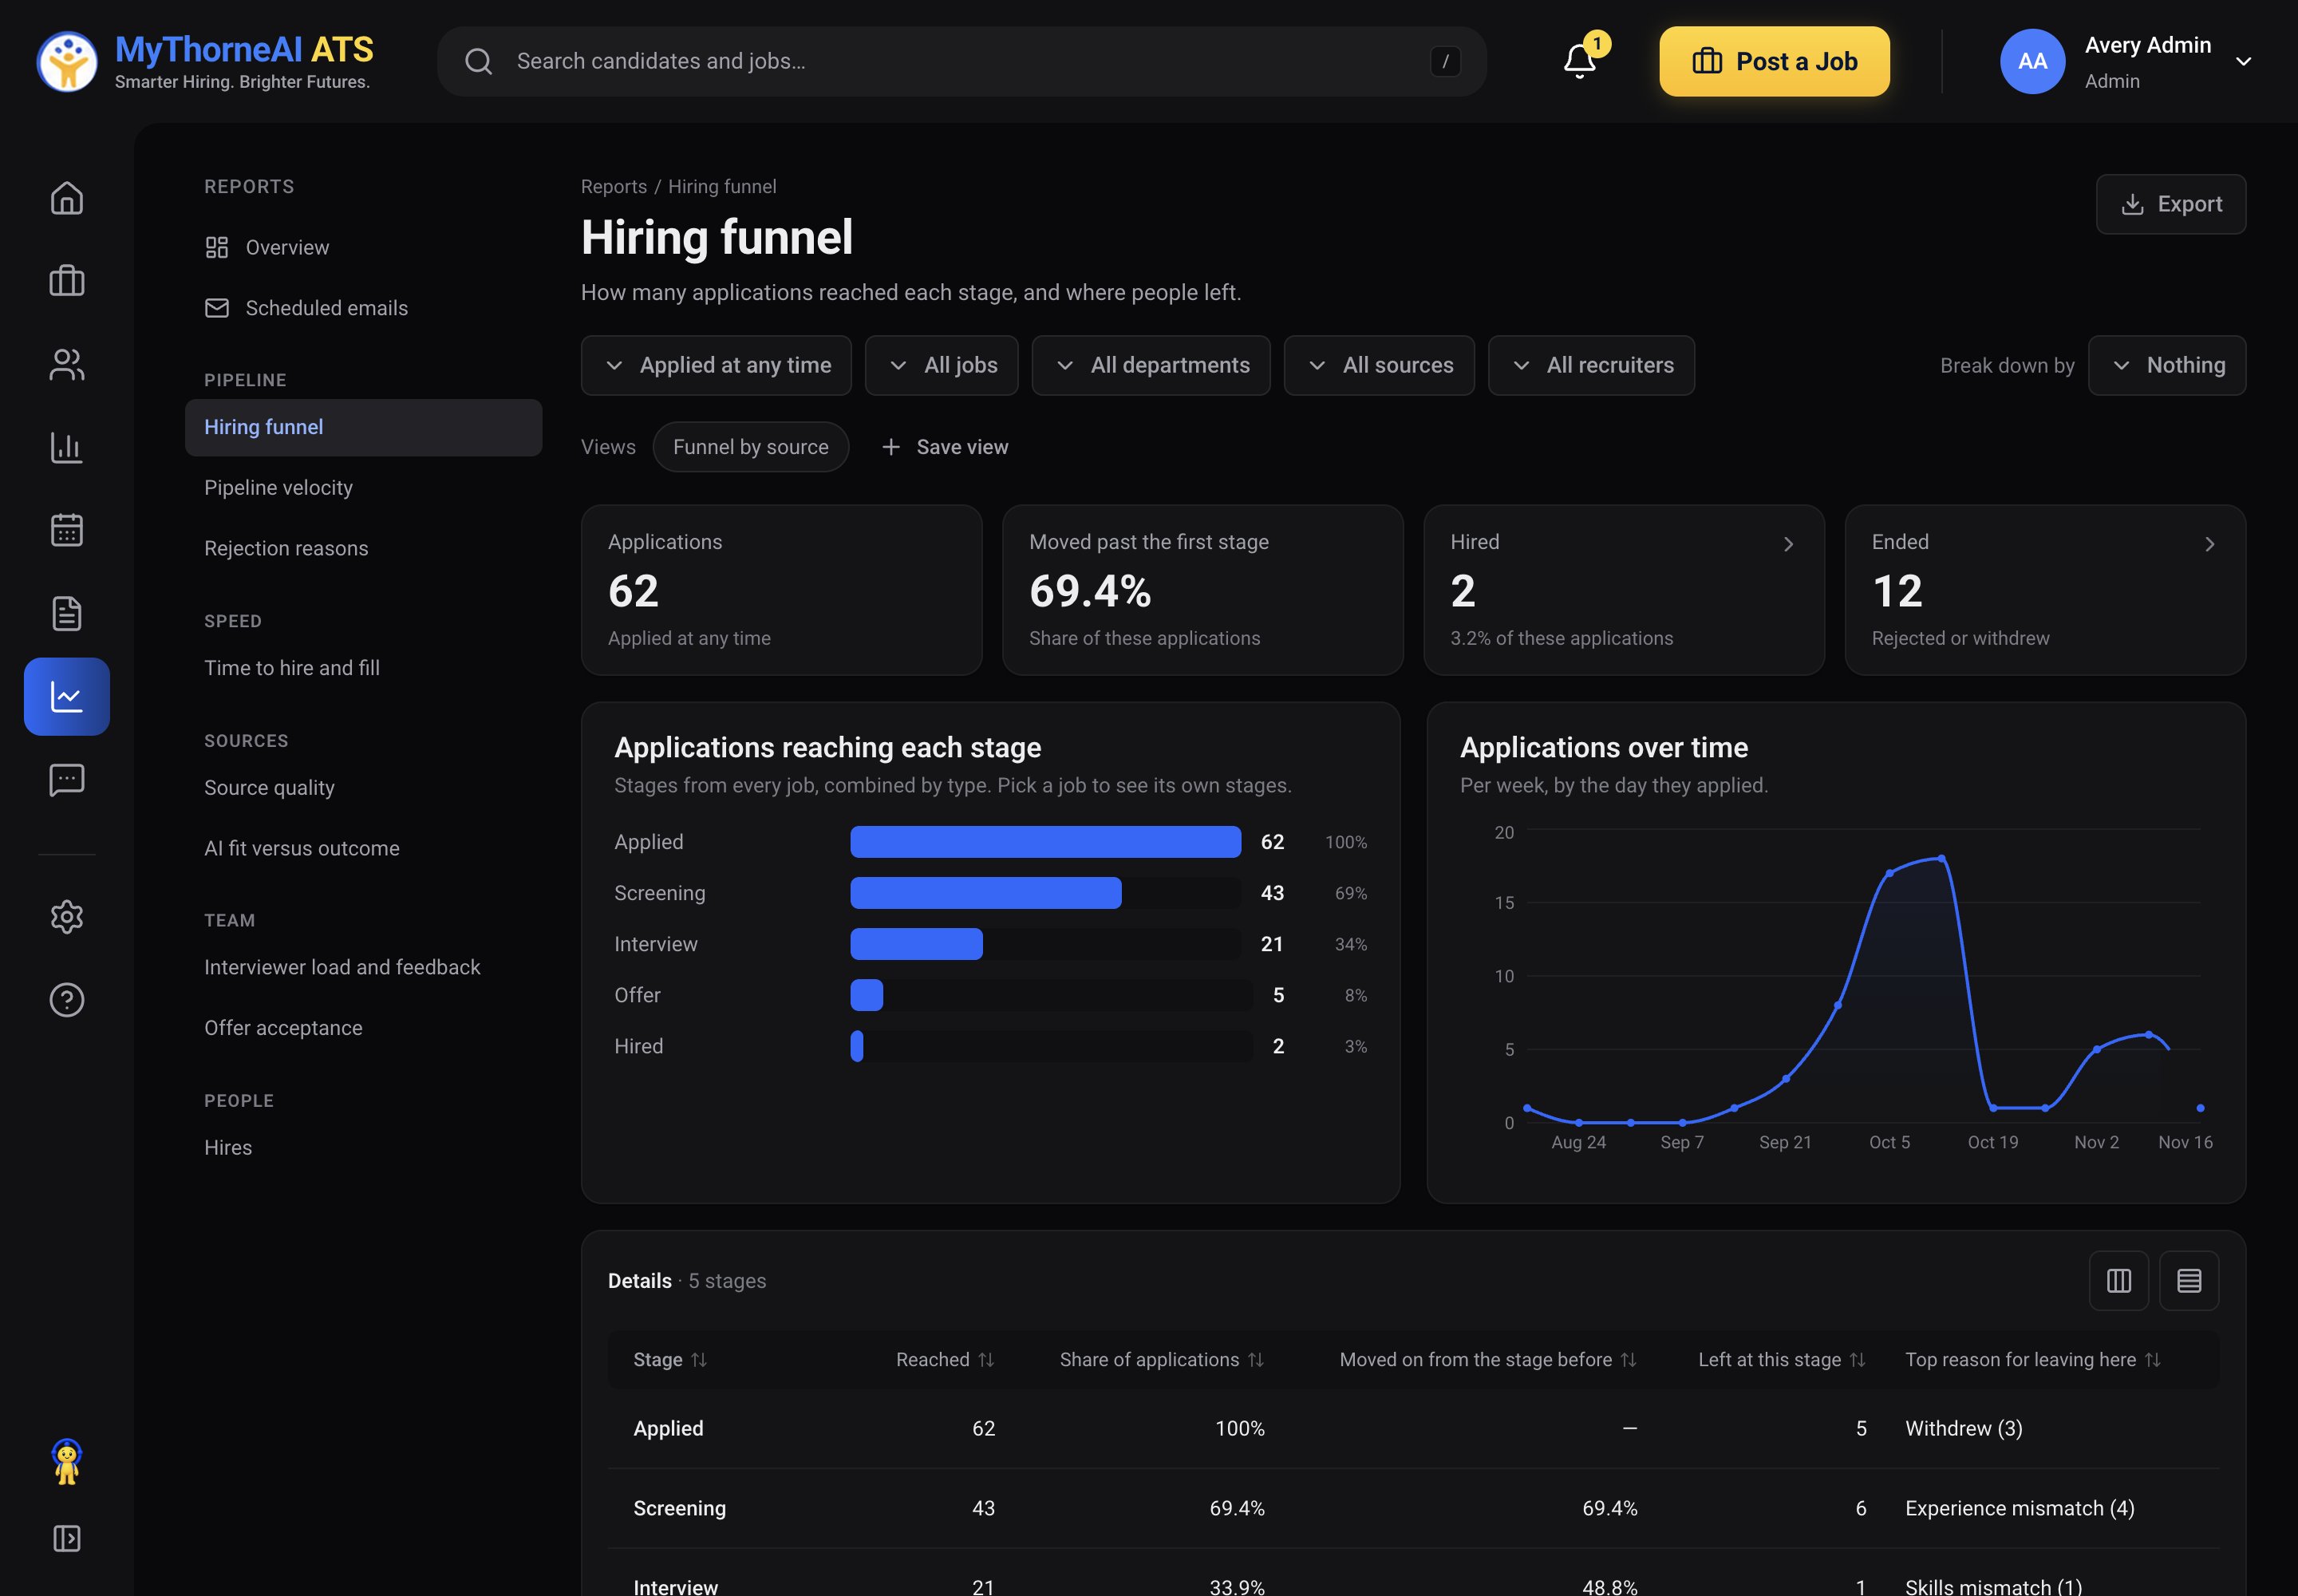 MyThorneAI ATS
Smarter Hiring. Brighter Futures.
Search candidates and jobs…
/
1
Post a Job
AA
Avery Admin
Admin
REPORTS
Overview
Scheduled emails
PIPELINE
Hiring funnel
Pipeline velocity
Rejection reasons
SPEED
Time to hire and fill
SOURCES
Source quality
AI fit versus outcome
TEAM
Interviewer load and feedback
Offer acceptance
PEOPLE
Hires
Reports / Hiring funnel
Hiring funnel
How many applications reached each stage, and where people left.
Export
Applied at any time
All jobs
All departments
All sources
All recruiters
Break down by
Nothing
Views
Funnel by source
Save view
Applications
62
Applied at any time
Moved past the first stage
69.4%
Share of these applications
Hired
2
3.2% of these applications
Ended
12
Rejected or withdrew
Applications reaching each stage
Stages from every job, combined by type. Pick a job to see its own stages.
Applied 62 100%
Screening 43 69%
Interview 21 34%
Offer 5 8%
Hired 2 3%
Applications over time
Per week, by the day they applied.
20
15
10
5
0
Aug 24 Sep 7 Sep 21 Oct 5 Oct 19 Nov 2 Nov 16
Details · 5 stages
Stage Reached Share of applications Moved on from the stage before Left at this stage Top reason for leaving here
Applied 62 100% — 5 Withdrew (3)
Screening 43 69.4% 69.4% 6 Experience mismatch (4)
Interview 21 33.9% 48.8% 1 Skills mismatch (1)